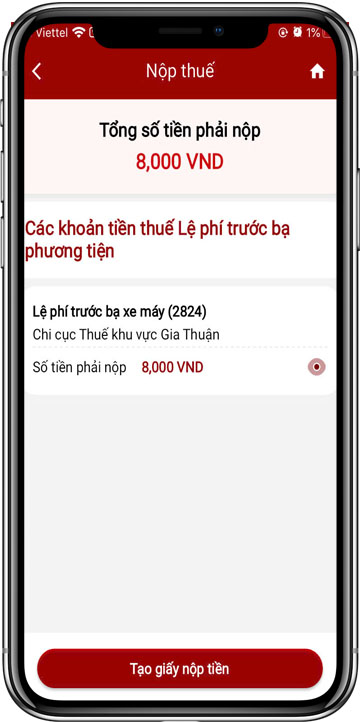 Viettel 1%
Nộp thuế
Tổng số tiền phải nộp
8,000 VND
Các khoản tiền thuế Lệ phí trước bạ
phương tiện
Lệ phí trước bạ xe máy (2824)
Chi cục Thuế khu vực Gia Thuận
Số tiền phải nộp 8,000 VND
Tạo giấy nộp tiền